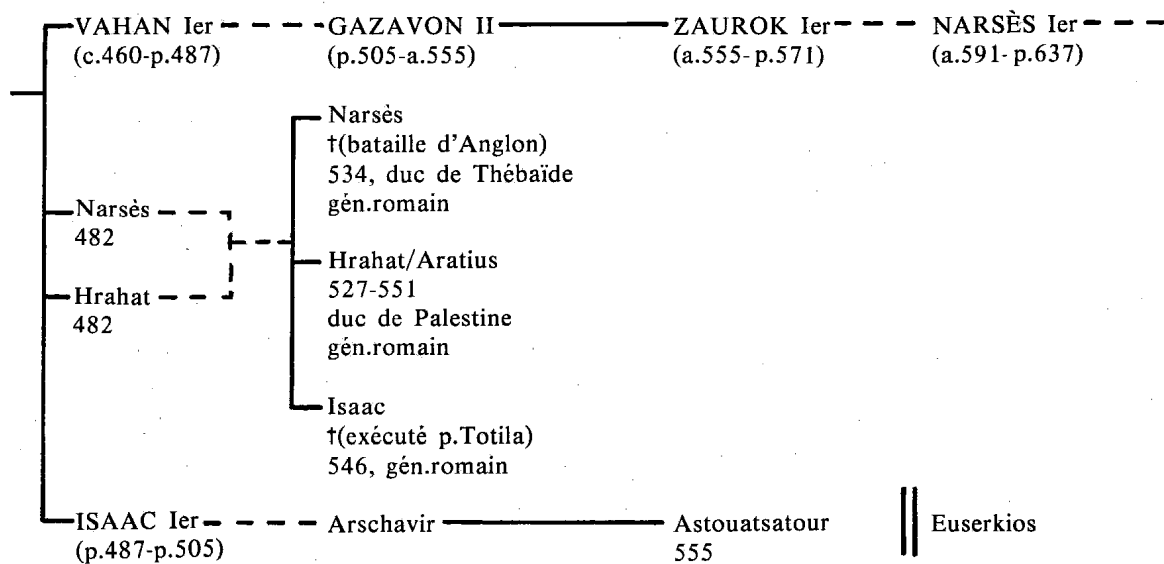 VAHAN Ier
(c.460-p.487)
GAZAVON II
(p.505-a.555)
ZAUROK Ier
(a.555-p.571)
NARSÈS Ier
(a.591-p.637)
Narsès
†(bataille d'Anglon)
534, duc de Thébaïde
gén.romain
Narsès
482
Hrahat/Aratius
527-551
duc de Palestine
gén.romain
Hrahat
482
Isaac
†(exécuté p.Totila)
546, gén.romain
ISAAC Ier
(p.487-p.505)
Arschavir
Astouatsatour
555
Euserkios